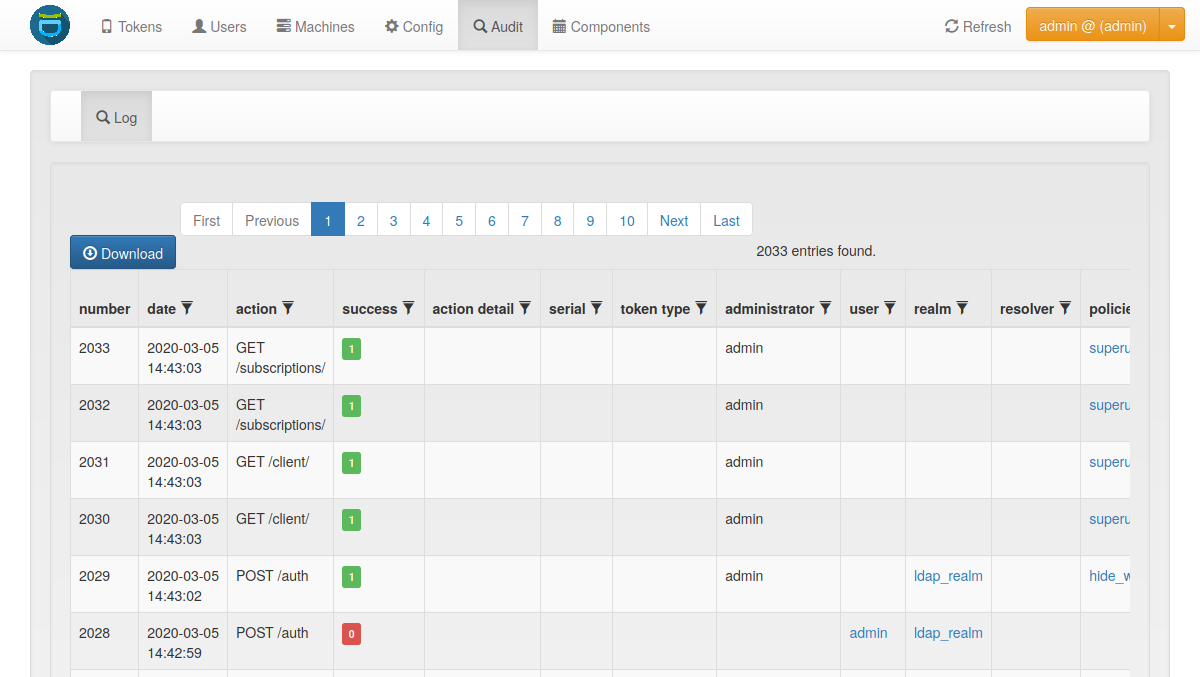 Tokens Users Machines Config Audit Components Refresh admin @ (admin)
Log
First Previous 1 2 3 4 5 6 7 8 9 10 Next Last
Download
2033 entries found.
number date action success action detail serial token type administrator user realm resolver policie
2033 2020-03-05 GET 1 admin superu
14:43:03 /subscriptions/
2032 2020-03-05 GET 1 admin superu
14:43:03 /subscriptions/
2031 2020-03-05 GET /client/ 1 admin superu
14:43:03
2030 2020-03-05 GET /client/ 1 admin superu
14:43:03
2029 2020-03-05 POST /auth 1 admin ldap_realm hide_w
14:43:02
2028 2020-03-05 POST /auth 0 admin ldap_realm
14:42:59